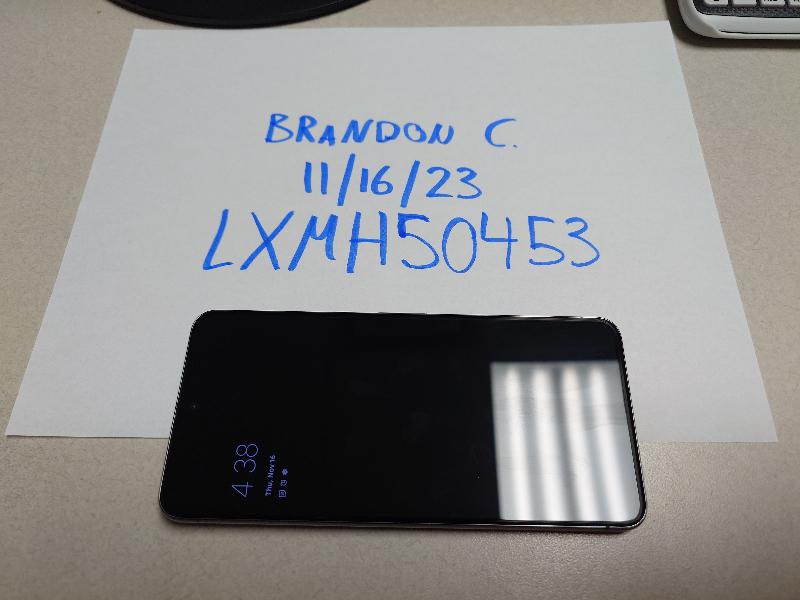 BRANDON C.
11/16/23
LXMH50453
4 38
Thu, Nov 16